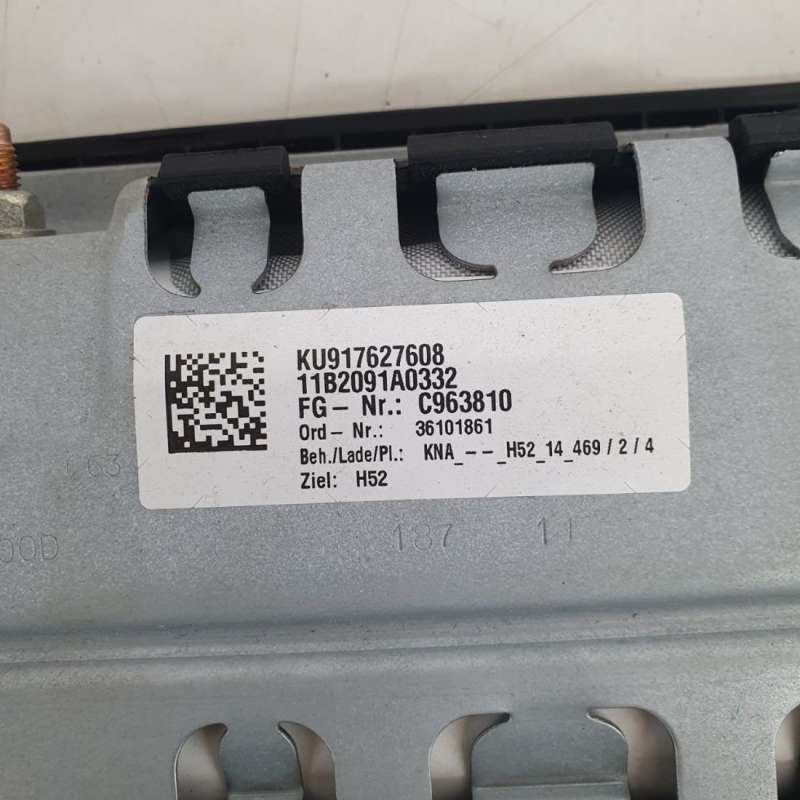 KU917627608
11B2091A0332
FG – Nr.: C963810
Ord – Nr.: 36101861
Beh./Lade/Pl.: KNA_ – – _H52_14_469 / 2 / 4
Ziel: H52
187 11